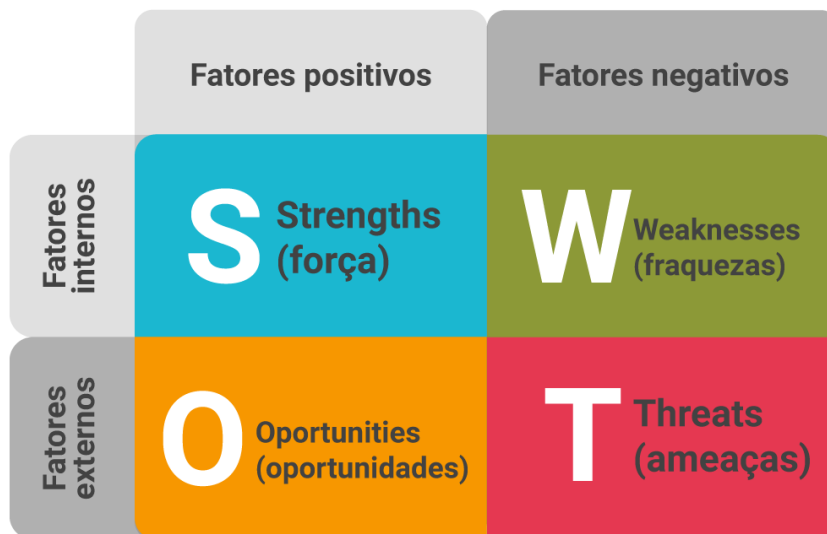 Fatores positivos
Fatores negativos
Fatores
internos
S
Strengths
(força)
W
Weaknesses
(fraquezas)
Fatores
externos
O
Oportunities
(oportunidades)
T
Threats
(ameaças)